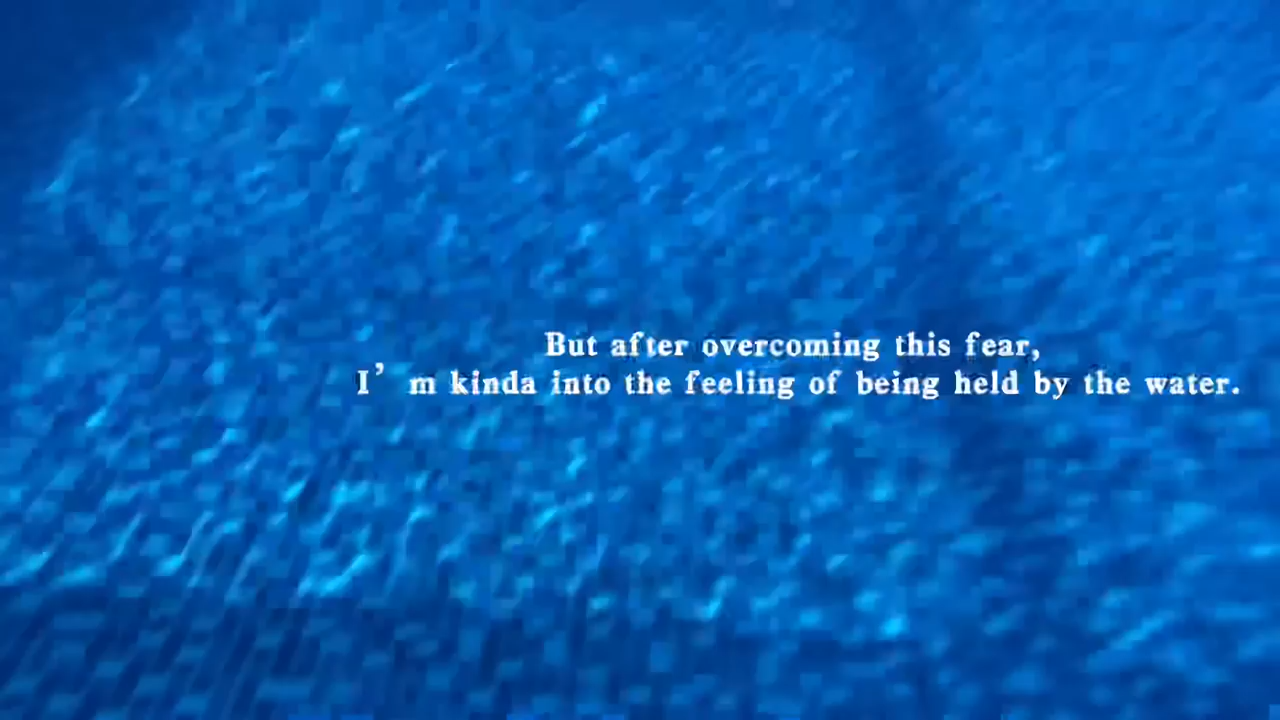 But after overcoming this fear,
I’m kinda into the feeling of being held by the water.